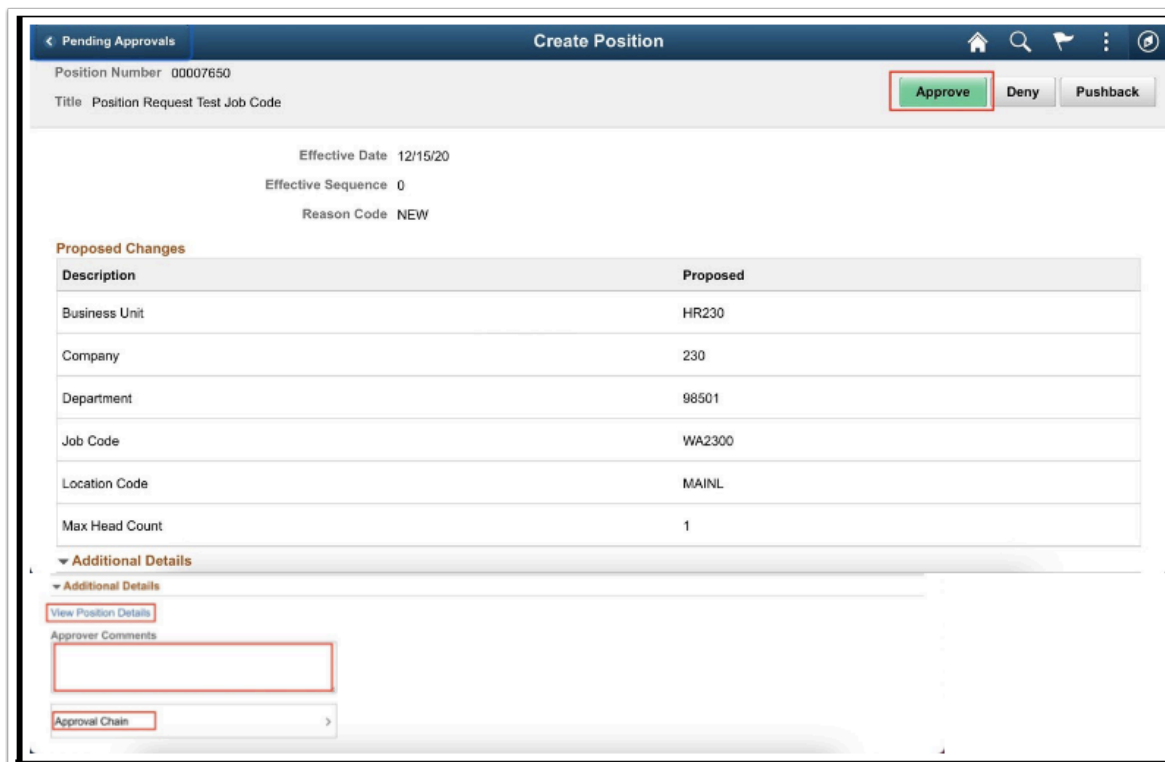 Pending Approvals
Create Position
Position Number 00007650
Title Position Request Test Job Code
Approve
Deny
Pushback
Effective Date 12/15/20
Effective Sequence 0
Reason Code NEW
Proposed Changes
Description Proposed
Business Unit HR230
Company 230
Department 98501
Job Code WA2300
Location Code MAINL
Max Head Count 1
Additional Details
Additional Details
View Position Details
Approver Comments
Approval Chain